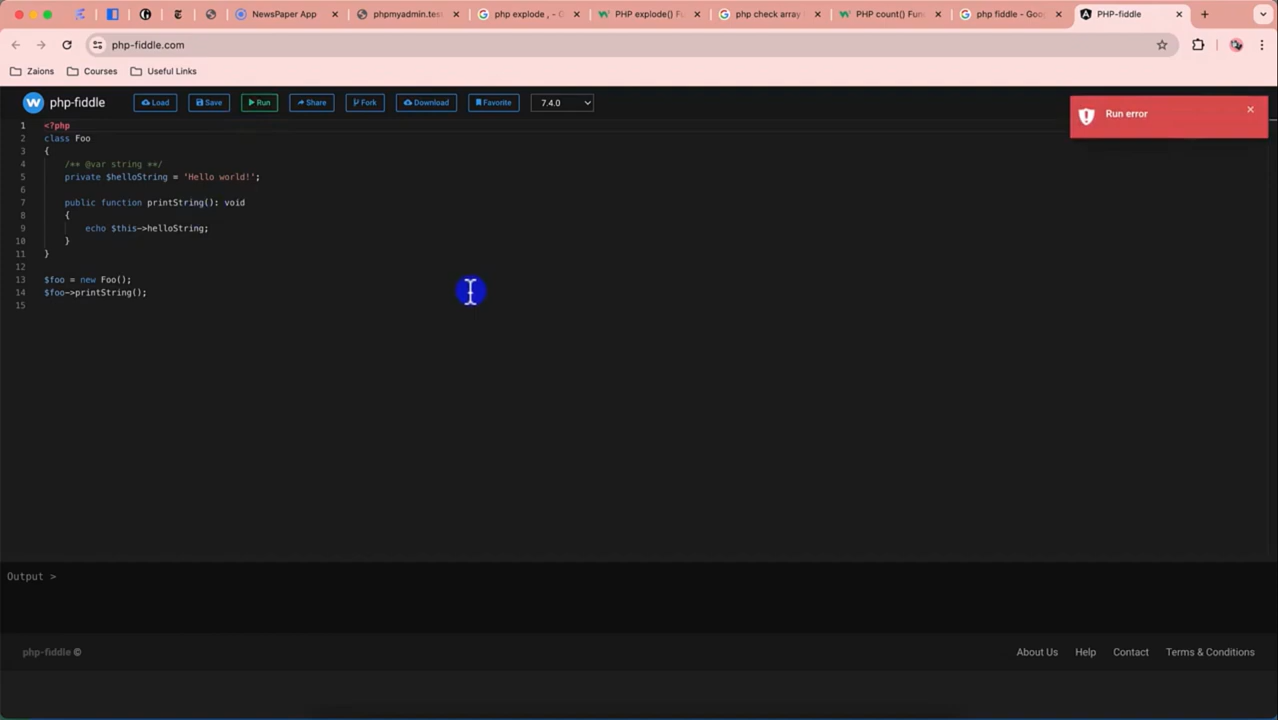 NewsPaper App
phpmyadmin.tes
php explode , - G
PHP explode() Fu
php check array
PHP count() Func
php fiddle - Goog
PHP-fiddle
php-fiddle.com
Zaions
Courses
Useful Links
php-fiddle
Load
Save
Run
Share
Fork
Download
Favorite
7.4.0
Run error
1 <?php
2 class Foo
3 {
4 /** @var string **/
5 private $helloString = 'Hello world!';
6
7 public function printString(): void
8 {
9 echo $this->helloString;
10 }
11 }
12
13 $foo = new Foo();
14 $foo->printString();
15
Output >
php-fiddle ©
About Us
Help
Contact
Terms & Conditions